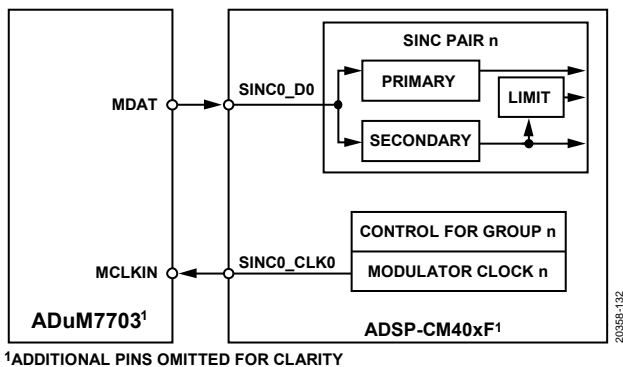 SINC PAIR n
PRIMARY
LIMIT
SECONDARY
MDAT
SINC0_D0
CONTROL FOR GROUP n
MODULATOR CLOCK n
MCLKIN
SINC0_CLK0
ADuM7703¹
ADSP-CM40xF¹
20358-132
¹ADDITIONAL PINS OMITTED FOR CLARITY